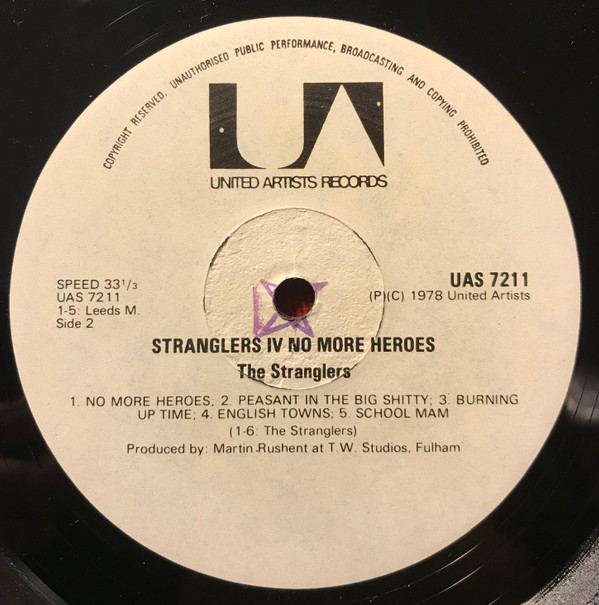 COPYRIGHT RESERVED, UNAUTHORISED PUBLIC PERFORMANCE, BROADCASTING AND COPYING PROHIBITED
UA
UNITED ARTISTS RECORDS
SPEED 33 1/3
UAS 7211
1-5: Leeds M.
Side 2
UAS 7211
(P)(C) 1978 United Artists
STRANGLERS IV NO MORE HEROES
The Stranglers
1. NO MORE HEROES; 2. PEASANT IN THE BIG SHITTY; 3. BURNING
UP TIME; 4. ENGLISH TOWNS; 5. SCHOOL MAM
(1-6: The Stranglers)
Produced by: Martin Rushent at T.W. Studios, Fulham